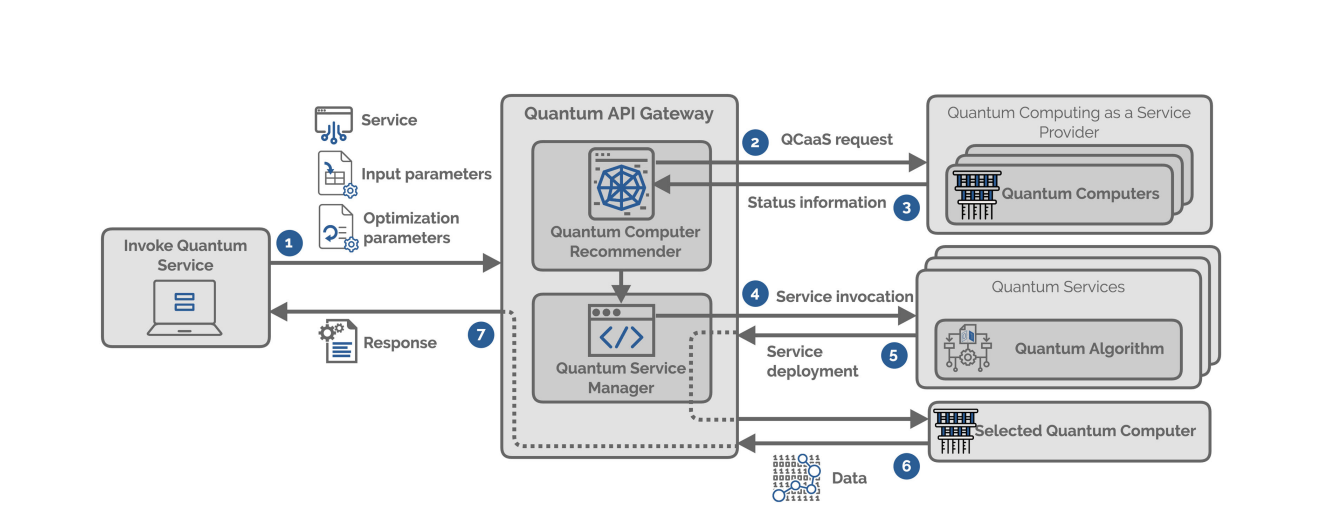 Service
Input parameters
Optimization
parameters
Invoke Quantum
Service
1
Response
7
Quantum API Gateway
Quantum Computer
Recommender
</>
Quantum Service
Manager
2 QCaaS request
Status information 3
4 Service invocation
Service
deployment
5
6
Data
Quantum Computing as a Service
Provider
Quantum Computers
Quantum Services
Quantum Algorithm
Selected Quantum Computer